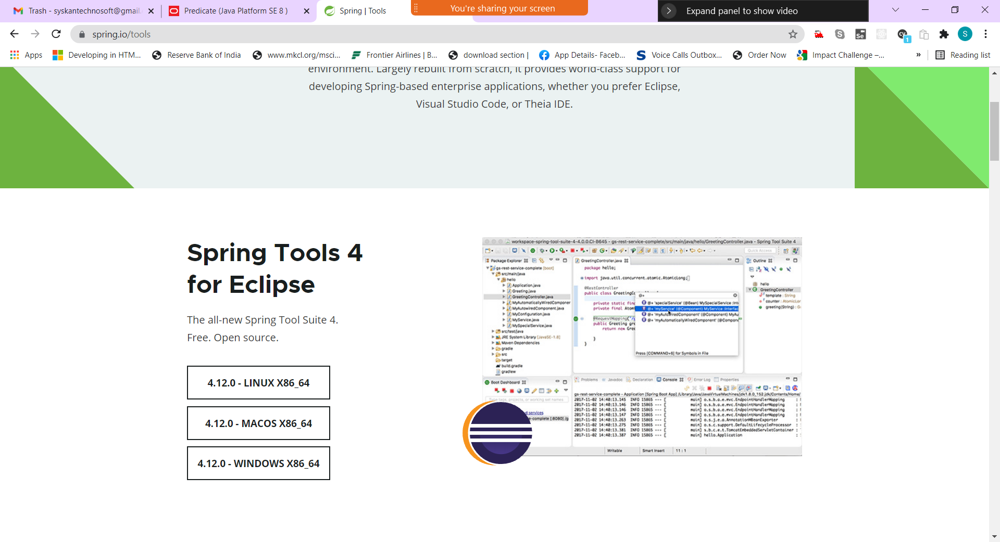 Trash - syskantechnosoft@gmail.
Predicate (Java Platform SE 8 )
Spring | Tools
You're sharing your screen
Expand panel to show video
spring.io/tools
S
1
Apps
Developing in HTM...
Reserve Bank of India
www.mkcl.org/msci...
Frontier Airlines | B...
download section |
App Details- Faceb...
Voice Calls Outbox...
Order Now
Impact Challenge –...
»
Reading list
environment. Largely rebuilt from scratch, it provides world-class support for
developing Spring-based enterprise applications, whether you prefer Eclipse,
Visual Studio Code, or Theia IDE.
Spring Tools 4
for Eclipse
The all-new Spring Tool Suite 4.
Free. Open source.
4.12.0 - LINUX X86_64
4.12.0 - MACOS X86_64
4.12.0 - WINDOWS X86_64
workspace-spring-tool-suite-4-4.0.0.CI-B645 - gs-rest-service-complete/src/main/java/hello/GreetingController.java - Spring Tool Suite 4
Quick Access
Package Explorer
gs-rest-service-complete [boot]
src/main/java
hello
Application.java
Greeting.java
GreetingController.java
MyAutomaticallyWiredComponer
MyAutowiredComponent.java
MyConfiguration.java
MyService.java
MySpecialService.java
src/test/java
JRE System Library [JavaSE-1.8]
Maven Dependencies
gradle
src
target
build.gradle
gradlew
GreetingController.java
package hello;
import java.util.concurrent.atomic.AtomicLong;
@RestController
public class GreetingC
private static fina
private final Atom
@RequestMapping("/g
public Greeting gre
return new Gree
}
}
@+
@+ 'specialService' (@Bean) MySpecialService :Inte
@+ 'myService' (@Component) MyService :Interfac
@+ 'myAutowiredComponent' (@Component) MyAu
@+ 'myAutomaticallyWiredComponent' (@Compone
Press [COMMAND+6] for Symbols in File
Outline
hello
GreetingController
template : String
counter : AtomicLor
greeting(String) : G
Boot Dashboard
Type tags, projects, or working set names
d services
e-complete [:8080] /g
Problems
Javadoc
Declaration
Console
Error Log
Properties
gs-rest-service-complete - Application [Spring Boot App] /Library/Java/JavaVirtualMachines/jdk1.8.0_152.jdk/Contents/Home/
2017-11-02 14:40:13.145 INFO 15865 --- [ main] o.s.b.a.e.mvc.EndpointHandlerMapping :
2017-11-02 14:40:13.146 INFO 15865 --- [ main] o.s.b.a.e.mvc.EndpointHandlerMapping :
2017-11-02 14:40:13.146 INFO 15865 --- [ main] o.s.b.a.e.mvc.EndpointHandlerMapping :
2017-11-02 14:40:13.147 INFO 15865 --- [ main] o.s.b.a.e.mvc.EndpointHandlerMapping :
2017-11-02 14:40:13.263 INFO 15865 --- [ main] o.s.j.e.a.AnnotationMBeanExporter :
2017-11-02 14:40:13.275 INFO 15865 --- [ main] o.s.c.support.DefaultLifecycleProcessor :
2017-11-02 14:40:13.381 INFO 15865 --- [ main] s.b.c.e.t.TomcatEmbeddedServletContainer :
2017-11-02 14:40:13.387 INFO 15865 --- [ main] hello.Application :
Writable
Smart Insert
11 : 1